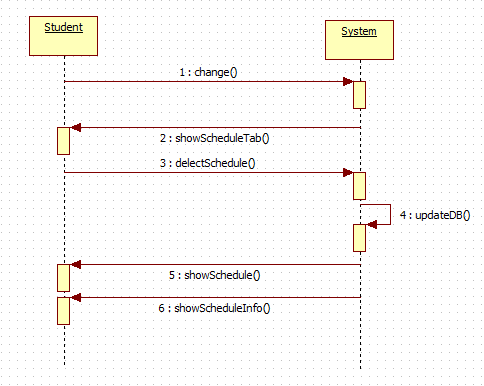 Student
System
1 : change()
2 : showScheduleTab()
3 : delectSchedule()
4 : updateDB()
5 : showSchedule()
6 : showScheduleInfo()